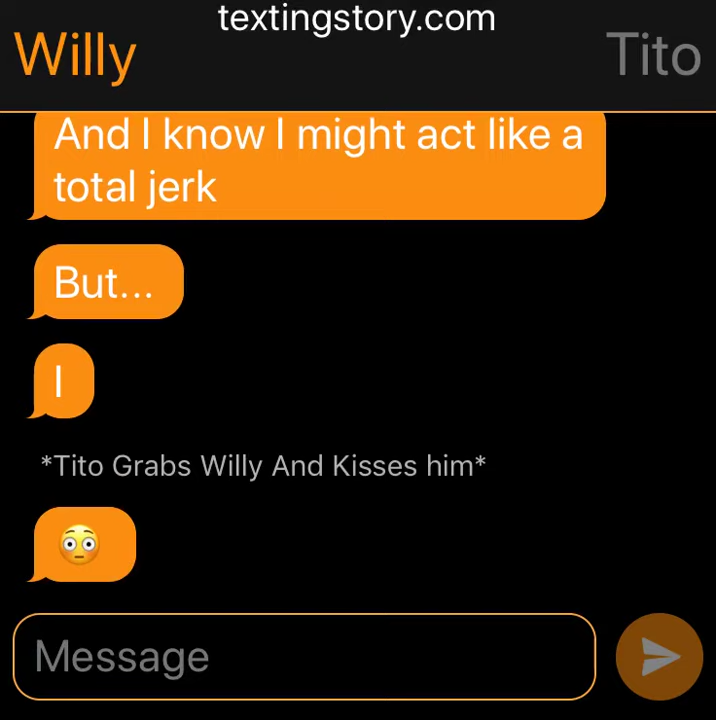 textingstory.com
Willy
Tito
And I know I might act like a
total jerk
But...
I
*Tito Grabs Willy And Kisses him*
😳
Message